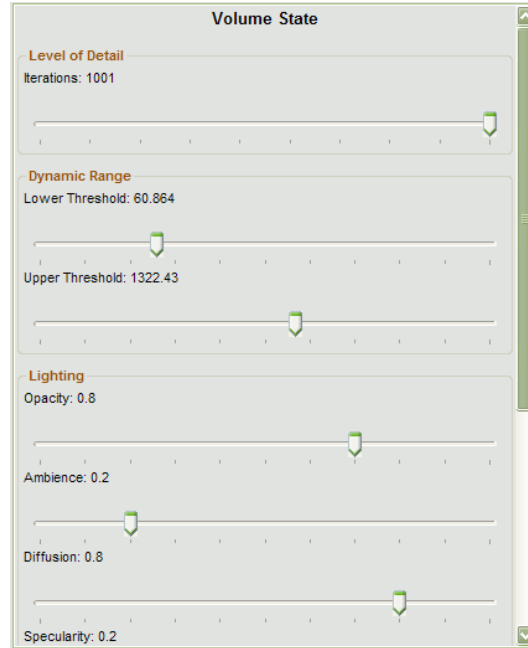 Volume State
Level of Detail
Iterations: 1001
Dynamic Range
Lower Threshold: 60.864
Upper Threshold: 1322.43
Lighting
Opacity: 0.8
Ambience: 0.2
Diffusion: 0.8
Specularity: 0.2